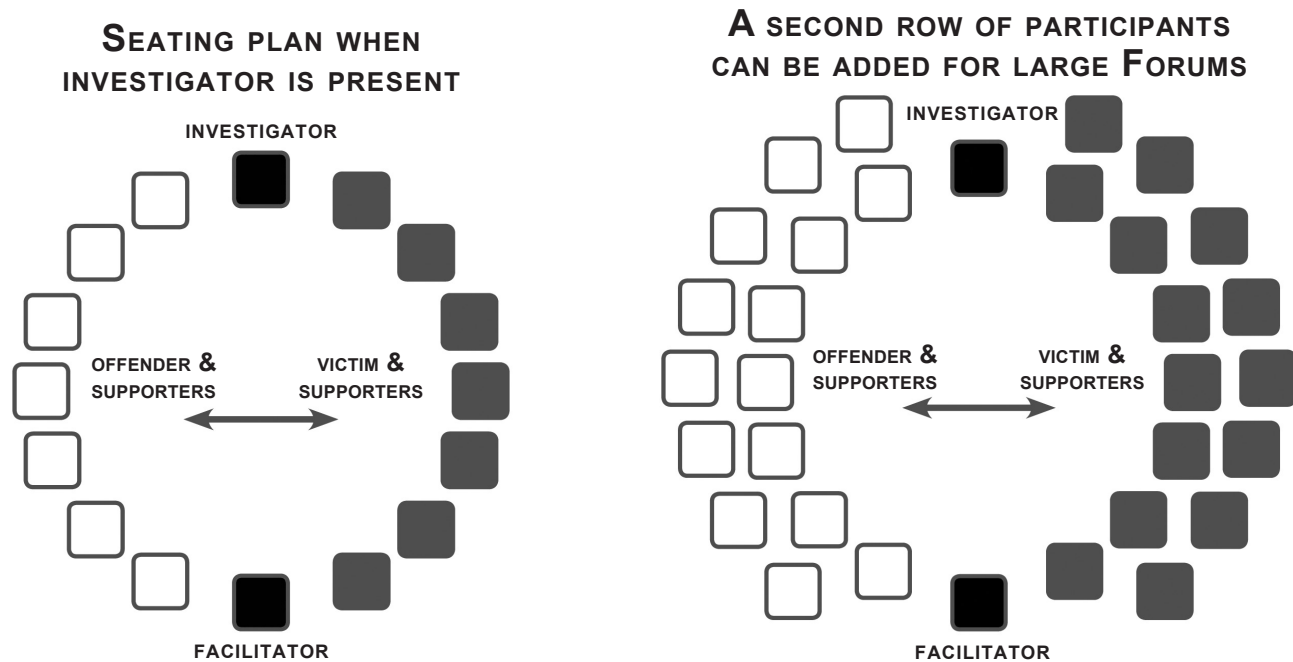 Seating plan when
investigator is present
investigator
offender &
supporters
victim &
supporters
facilitator
A second row of participants
can be added for large Forums
investigator
offender &
supporters
victim &
supporters
facilitator